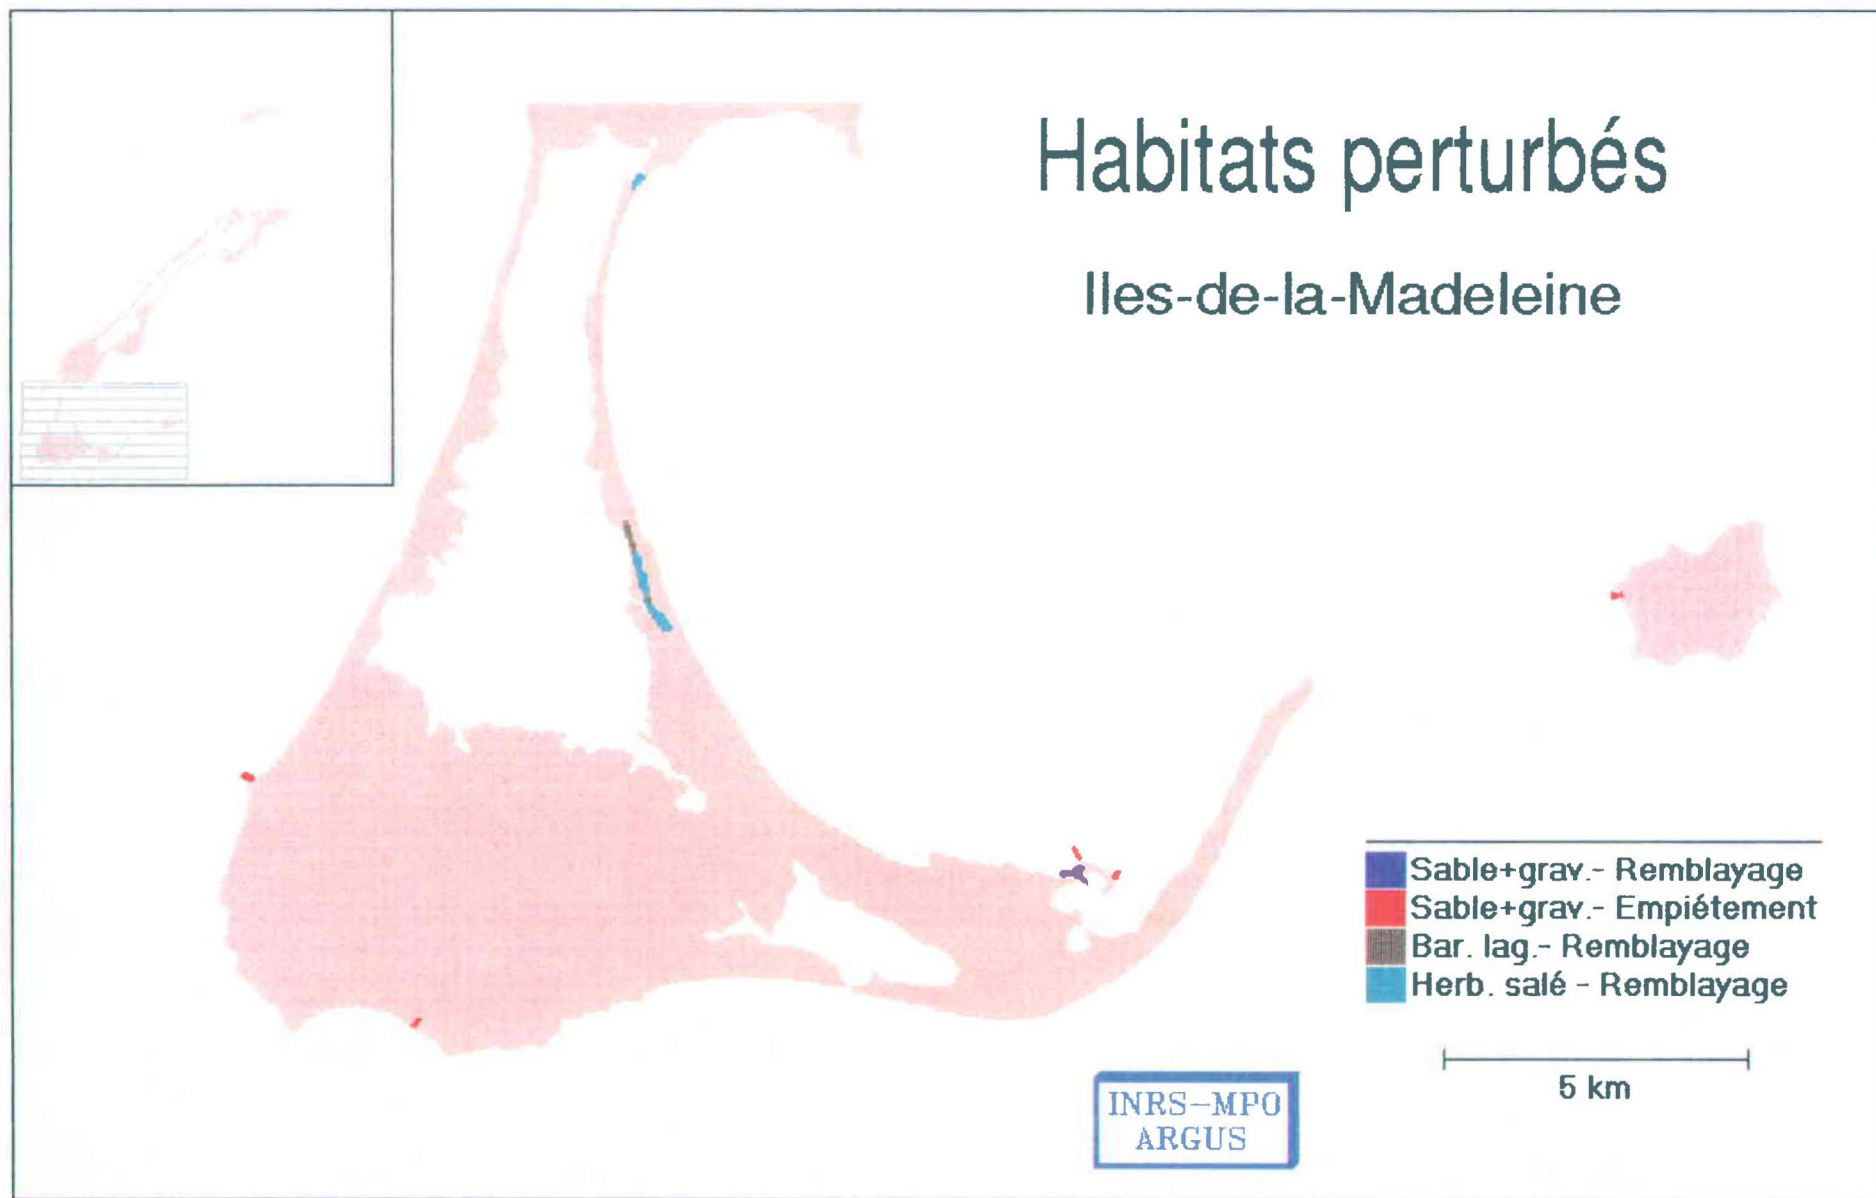 Habitats perturbés
Iles-de-la-Madeleine
Sable+grav.- Remblayage
Sable+grav.- Empiétement
Bar. lag.- Remblayage
Herb. salé - Remblayage
5 km
INRS-MPO
ARGUS